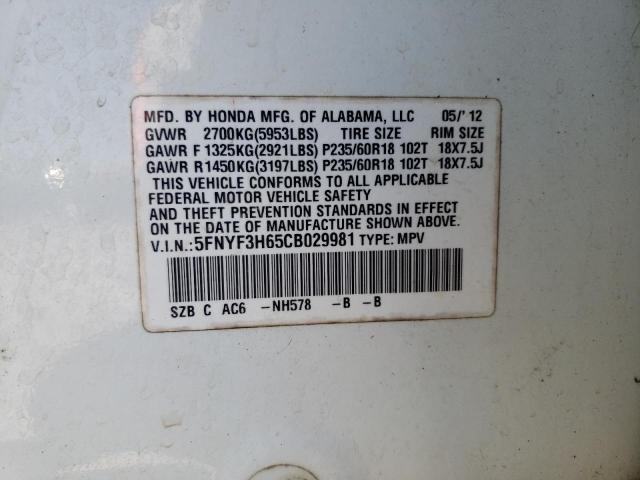 MFD. BY HONDA MFG. OF ALABAMA, LLC 05/'12
GVWR 2700KG(5953LBS) TIRE SIZE RIM SIZE
GAWR F 1325KG(2921LBS) P235/60R18 102T 18X7.5J
GAWR R1450KG(3197LBS) P235/60R18 102T 18X7.5J
THIS VEHICLE CONFORMS TO ALL APPLICABLE
FEDERAL MOTOR VEHICLE SAFETY
AND THEFT PREVENTION STANDARDS IN EFFECT
ON THE DATE OF MANUFACTURE SHOWN ABOVE.
V.I.N.:5FNYF3H65CB029981 TYPE: MPV
SZB C AC6 -NH578 -B -B